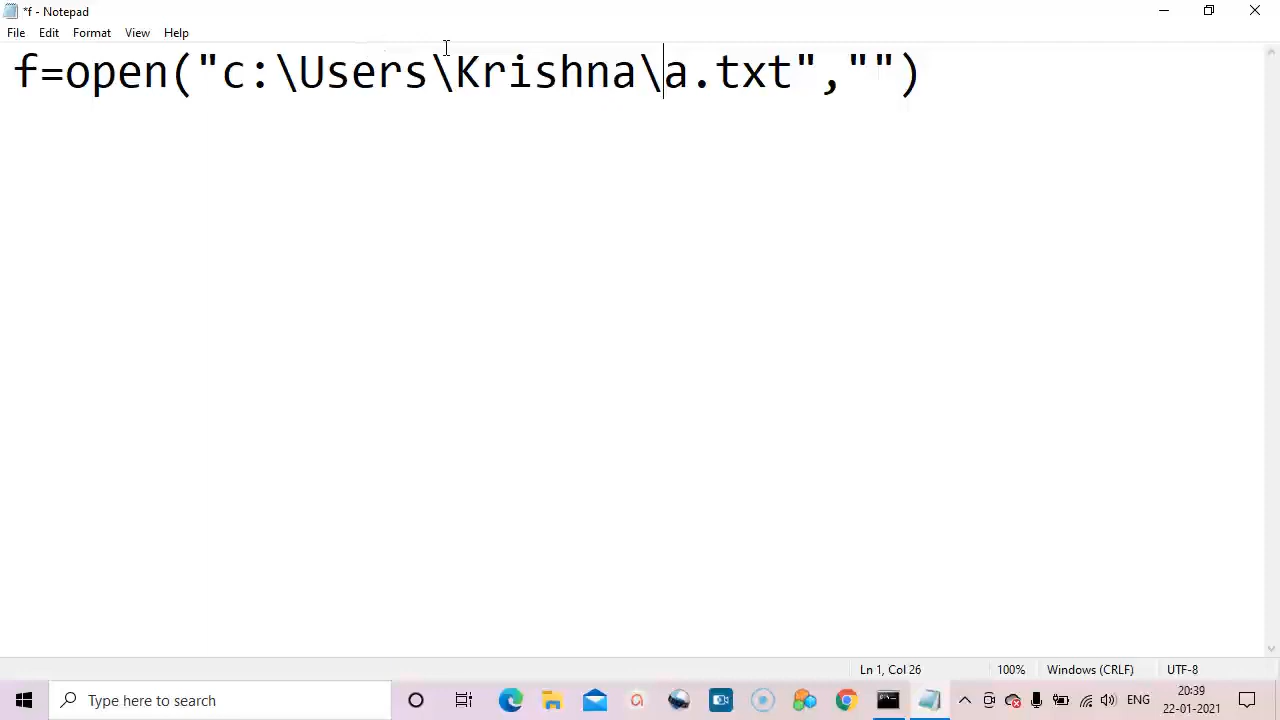 *f - Notepad
File Edit Format View Help
f=open("c:\Users\Krishna\a.txt","")
Ln 1, Col 26 100% Windows (CRLF) UTF-8
Type here to search
ENG
20:39
22-01-2021